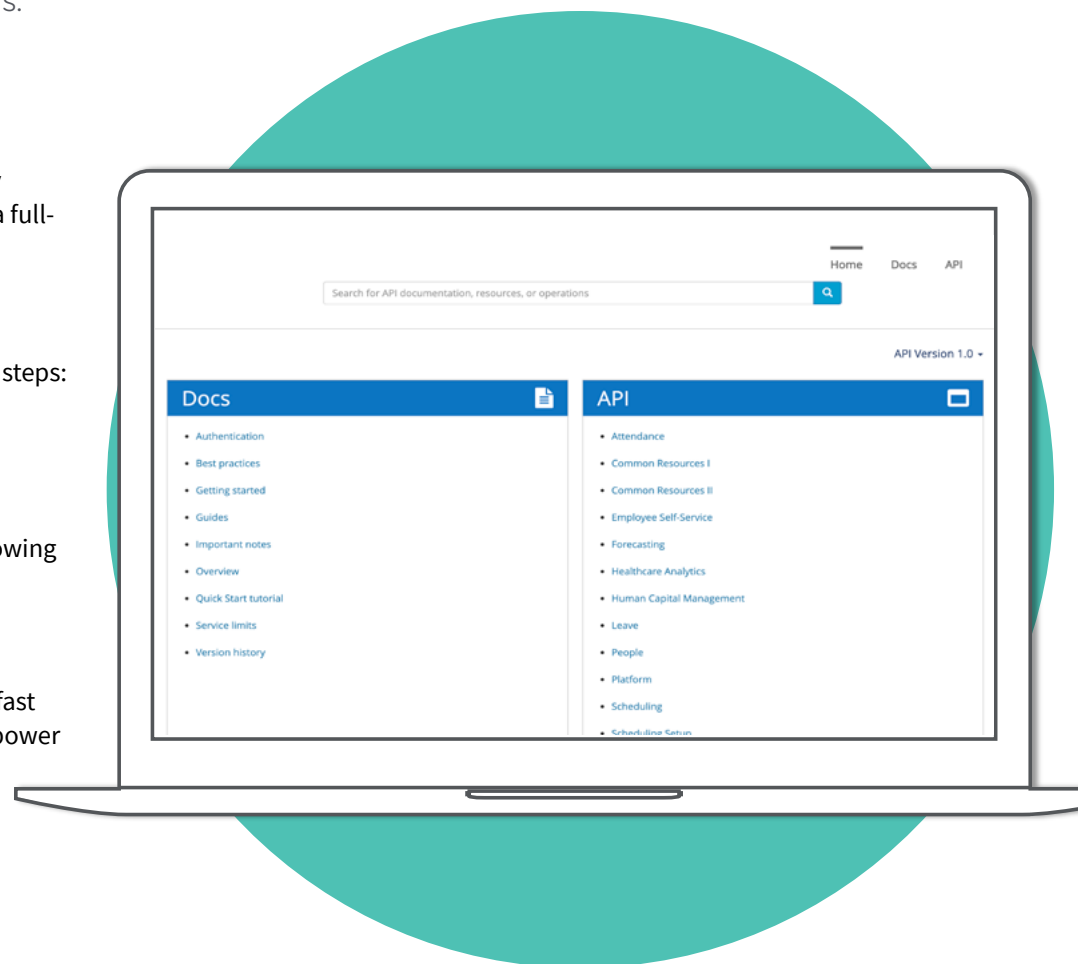 s.
a full-
steps:
owing
fast
power
Home Docs API
Search for API documentation, resources, or operations
API Version 1.0
Docs
• Authentication
• Best practices
• Getting started
• Guides
• Important notes
• Overview
• Quick Start tutorial
• Service limits
• Version history
API
• Attendance
• Common Resources I
• Common Resources II
• Employee Self-Service
• Forecasting
• Healthcare Analytics
• Human Capital Management
• Leave
• People
• Platform
• Scheduling
• Scheduling Setup